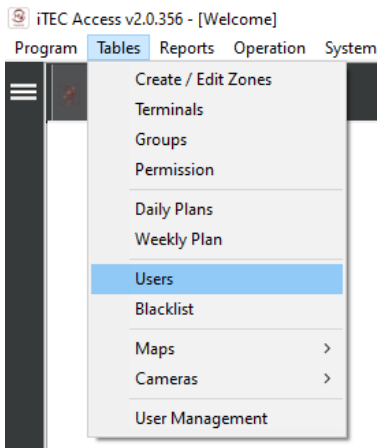 iTEC Access v2.0.356 - [Welcome]
Program Tables Reports Operation System
Create / Edit Zones
Terminals
Groups
Permission
Daily Plans
Weekly Plan
Users
Blacklist
Maps >
Cameras >
User Management